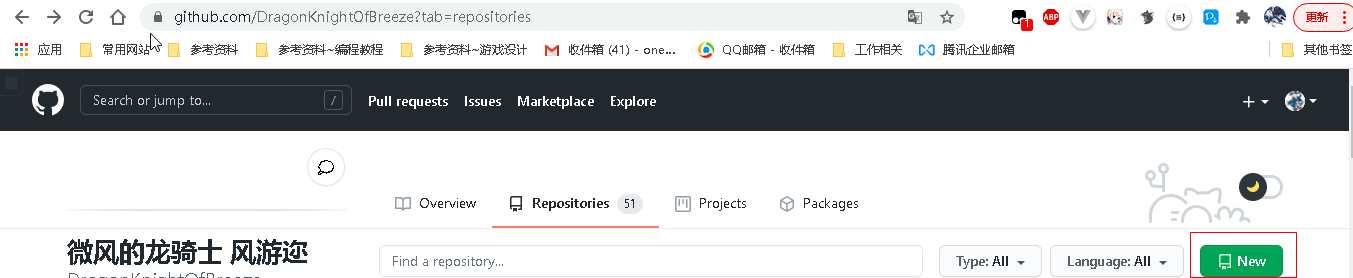 github.com/DragonKnightOfBreeze?tab=repositories
1 ABP 更新
应用 常用网站 参考资料 参考资料~编程教程 参考资料~游戏设计 收件箱 (41) - one... QQ邮箱 - 收件箱 工作相关 腾讯企业邮箱 其他书签
Search or jump to... / Pull requests Issues Marketplace Explore
Overview Repositories 51 Projects Packages
微风的龙骑士 风游迩
Find a repository... Type: All Language: All New
DragonKnightOfBreeze